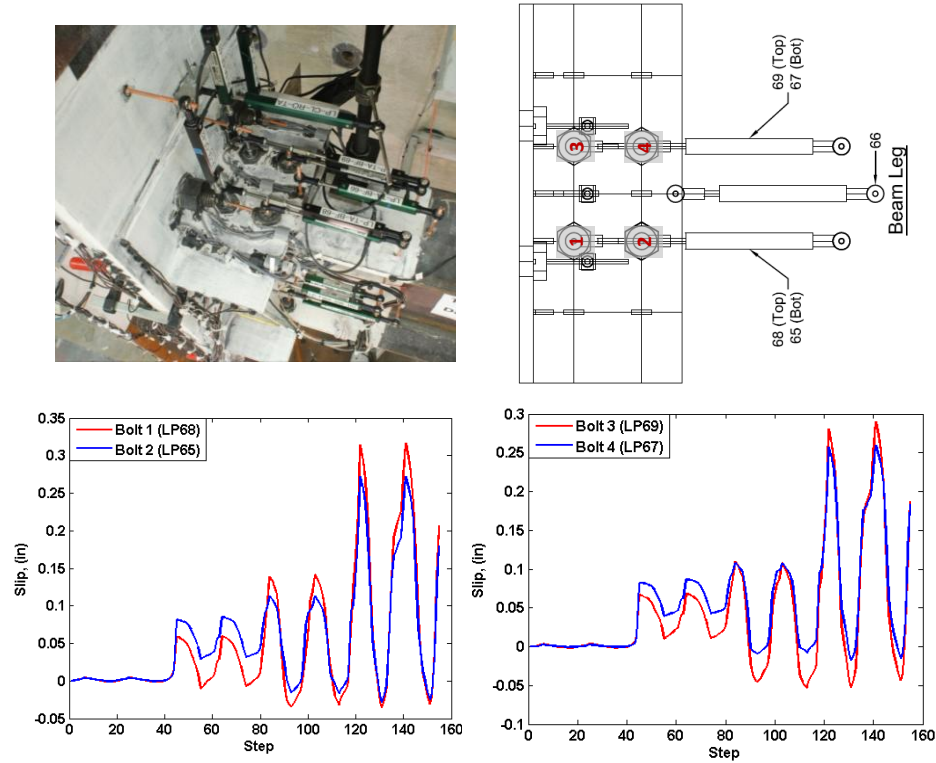 LP-CL-RO-TA
69 (Top)
67 (Bot)
3
4
66
Beam Leg
1
2
68 (Top)
65 (Bot)
0.35
0.3
0.25
0.2
0.15
0.1
0.05
0
-0.05
Slip, (in)
Bolt 1 (LP68)
Bolt 2 (LP65)
0 20 40 60 80 100 120 140 160
Step
0.3
0.25
0.2
0.15
0.1
0.05
0
-0.05
-0.1
Slip, (in)
Bolt 3 (LP69)
Bolt 4 (LP67)
0 20 40 60 80 100 120 140 160
Step